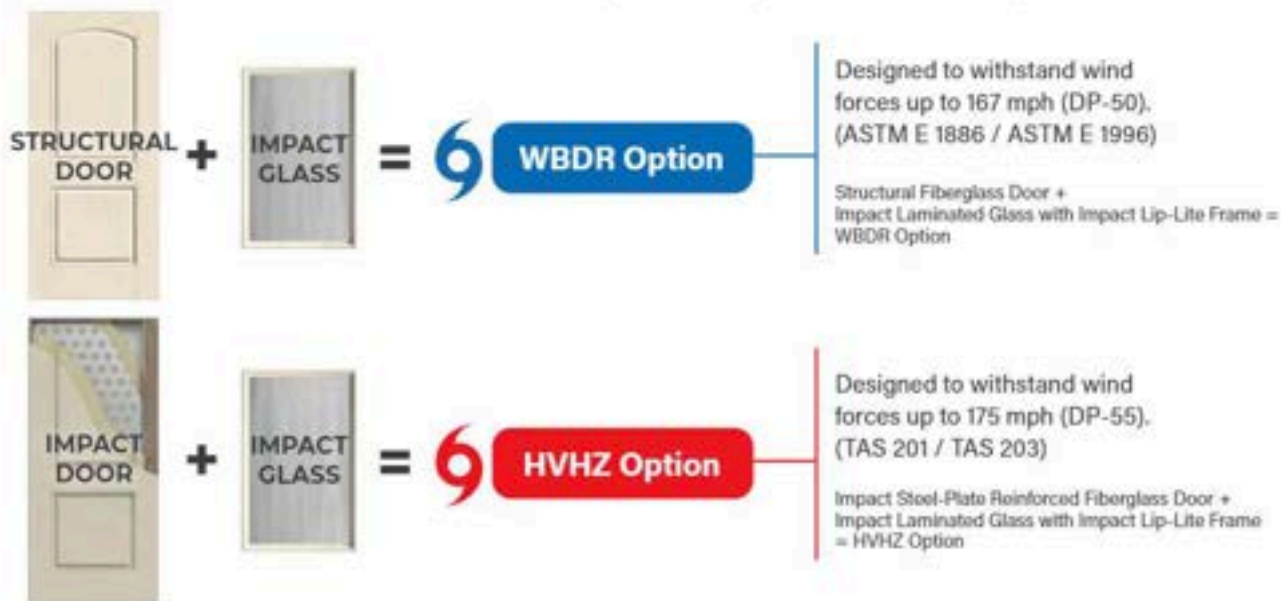 STRUCTURAL
DOOR
+
IMPACT
GLASS
=
WBDR Option
Designed to withstand wind
forces up to 167 mph (DP-50).
(ASTM E 1886 / ASTM E 1996)
Structural Fiberglass Door +
Impact Laminated Glass with Impact Lip-Lite Frame =
WBDR Option
IMPACT
DOOR
+
IMPACT
GLASS
=
HVHZ Option
Designed to withstand wind
forces up to 175 mph (DP-55).
(TAS 201 / TAS 203)
Impact Steel-Plate Reinforced Fiberglass Door +
Impact Laminated Glass with Impact Lip-Lite Frame
= HVHZ Option